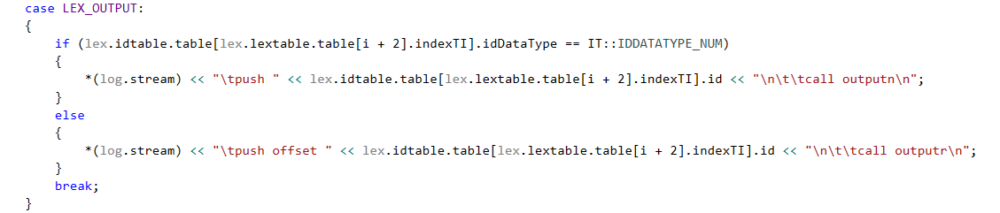 case LEX_OUTPUT:
{
if (lex.idtable.table[lex.lextable.table[i + 2].indexTI].idDataType == IT::IDDATATYPE_NUM)
{
*(log.stream) << "\tpush " << lex.idtable.table[lex.lextable.table[i + 2].indexTI].id << "\n\t\tcall outputn\n";
}
else
{
*(log.stream) << "\tpush offset " << lex.idtable.table[lex.lextable.table[i + 2].indexTI].id << "\n\t\tcall outputr\n";
}
break;
}